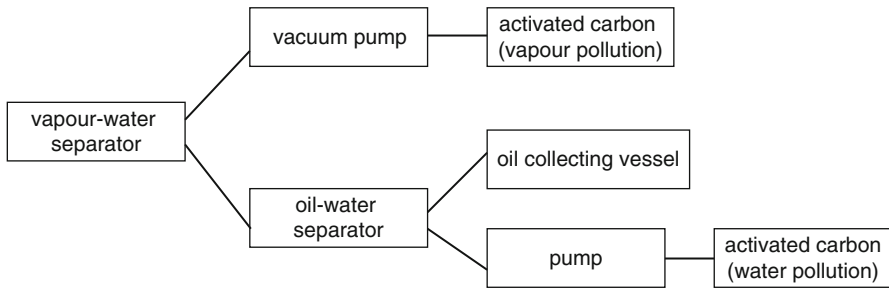 vacuum pump
activated carbon
(vapour pollution)
vapour-water
separator
oil collecting vessel
oil-water
separator
pump
activated carbon
(water pollution)